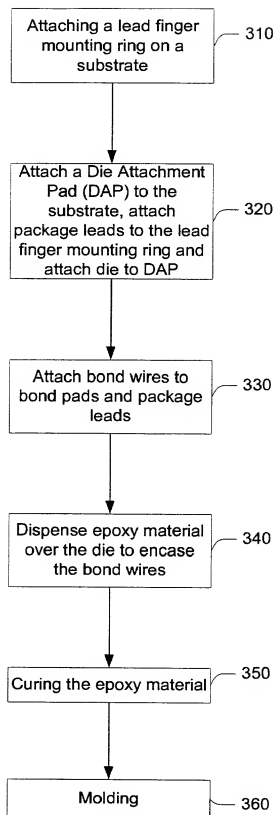 Attaching a lead finger
mounting ring on a
substrate
310
Attach a Die Attachment
Pad (DAP) to the
substrate, attach
package leads to the lead
finger mounting ring and
attach die to DAP
320
Attach bond wires to
bond pads and package
leads
330
Dispense epoxy material
over the die to encase
the bond wires
340
Curing the epoxy material
350
Molding
360